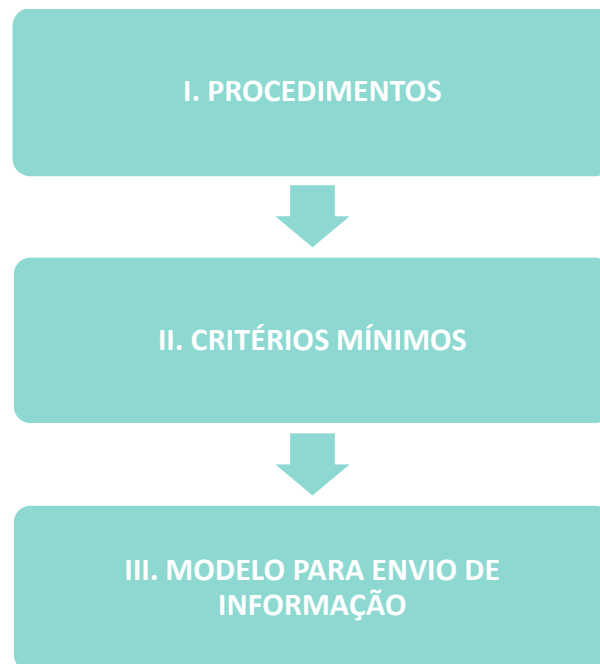 I. PROCEDIMENTOS
II. CRITÉRIOS MÍNIMOS
III. MODELO PARA ENVIO DE
INFORMAÇÃO